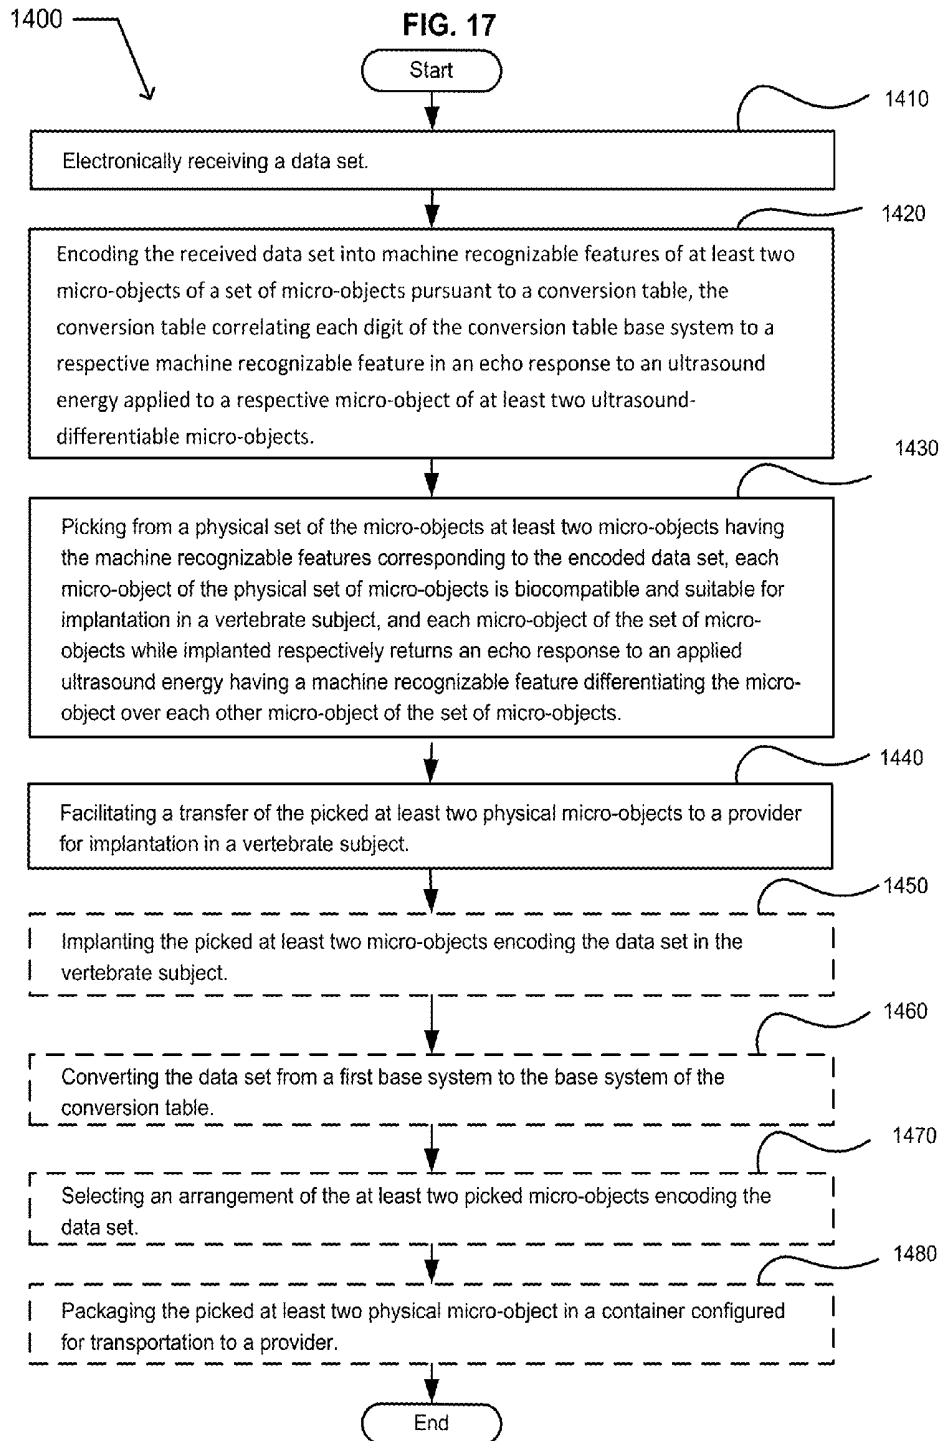 1400
FIG. 17
Start
1410
Electronically receiving a data set.
1420
Encoding the received data set into machine recognizable features of at least two
micro-objects of a set of micro-objects pursuant to a conversion table, the
conversion table correlating each digit of the conversion table base system to a
respective machine recognizable feature in an echo response to an ultrasound
energy applied to a respective micro-object of at least two ultrasound-
differentiable micro-objects.
1430
Picking from a physical set of the micro-objects at least two micro-objects having
the machine recognizable features corresponding to the encoded data set, each
micro-object of the physical set of micro-objects is biocompatible and suitable for
implantation in a vertebrate subject, and each micro-object of the set of micro-
objects while implanted respectively returns an echo response to an applied
ultrasound energy having a machine recognizable feature differentiating the micro-
object over each other micro-object of the set of micro-objects.
1440
Facilitating a transfer of the picked at least two physical micro-objects to a provider
for implantation in a vertebrate subject.
1450
Implanting the picked at least two micro-objects encoding the data set in the
vertebrate subject.
1460
Converting the data set from a first base system to the base system of the
conversion table.
1470
Selecting an arrangement of the at least two picked micro-objects encoding the
data set.
1480
Packaging the picked at least two physical micro-object in a container configured
for transportation to a provider.
End